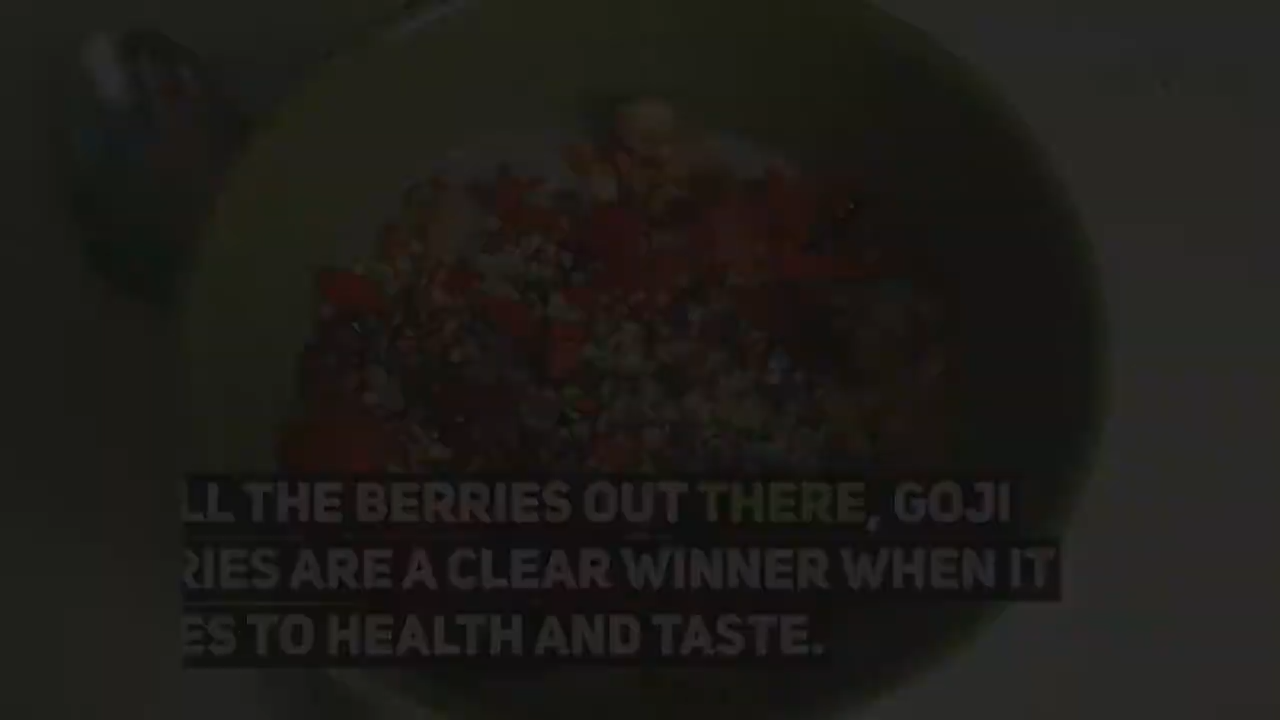 LL THE BERRIES OUT THERE, GOJI
RIES ARE A CLEAR WINNER WHEN IT
ES TO HEALTH AND TASTE.